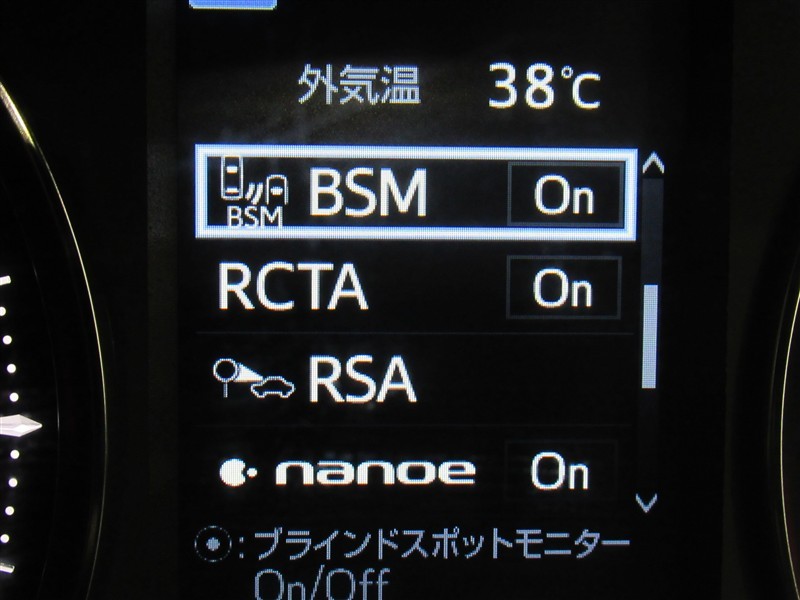 外気温 38℃
BSM BSM On
RCTA On
RSA
nanoe On
: ブラインドスポットモニター
On/Off